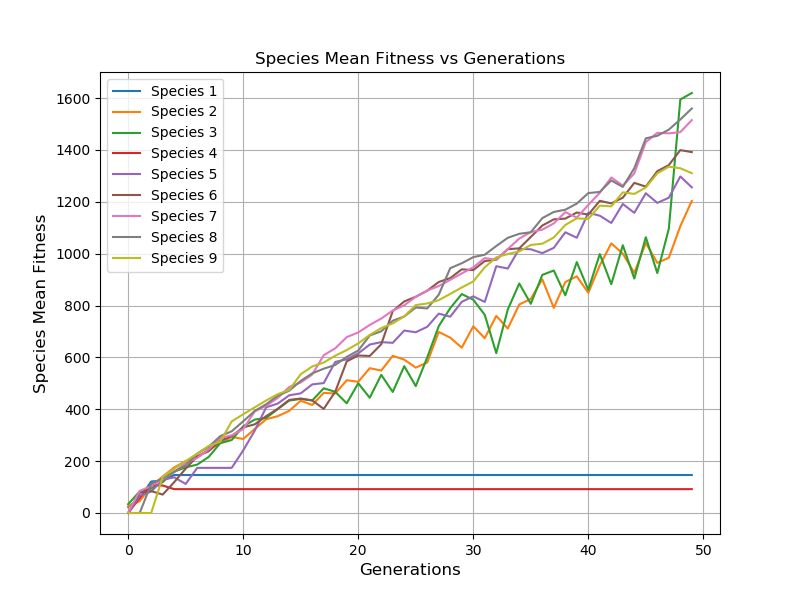 Species Mean Fitness vs Generations
Species Mean Fitness
1600
1400
1200
1000
800
600
400
200
0
Species 1
Species 2
Species 3
Species 4
Species 5
Species 6
Species 7
Species 8
Species 9
0 10 20 30 40 50
Generations